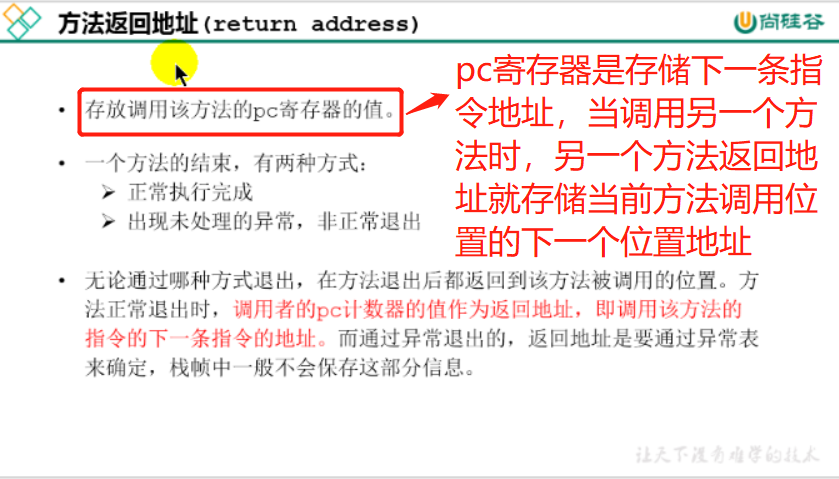 方法返回地址(return address)
尚硅谷
存放调用该方法的pc寄存器的值。
pc寄存器是存储下一条指
令地址，当调用另一个方
法时，另一个方法返回地
址就存储当前方法调用位
置的下一个位置地址
一个方法的结束，有两种方式：
正常执行完成
出现未处理的异常，非正常退出
无论通过哪种方式退出，在方法退出后都返回到该方法被调用的位置。方
法正常退出时，调用者的pc计数器的值作为返回地址，即调用该方法的
指令的下一条指令的地址。而通过异常退出的，返回地址是要通过异常表
来确定，栈帧中一般不会保存这部分信息。
让天下没有难学的技术